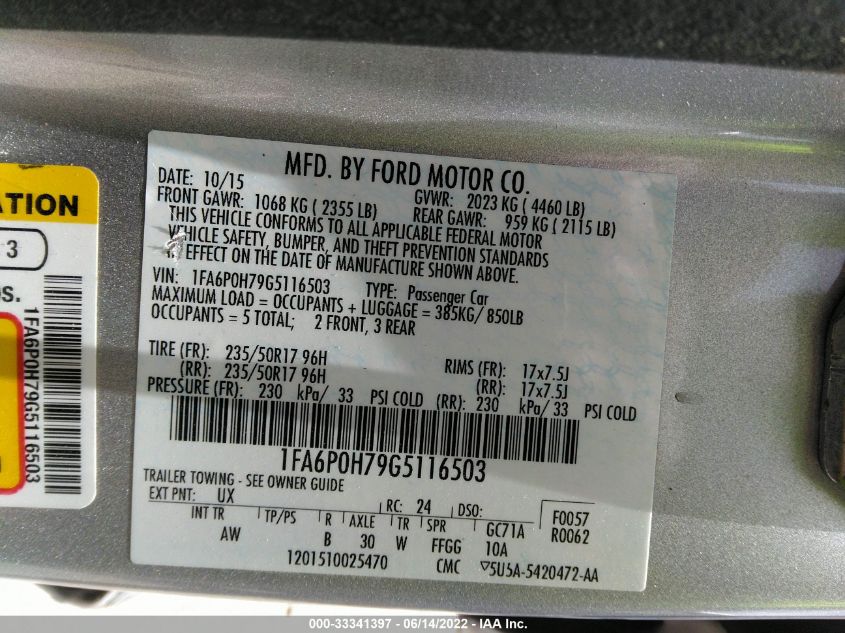 MFD. BY FORD MOTOR CO.
DATE: 10/15 GVWR: 2023 KG ( 4460 LB)
FRONT GAWR: 1068 KG ( 2355 LB) REAR GAWR: 959 KG ( 2115 LB)
THIS VEHICLE CONFORMS TO ALL APPLICABLE FEDERAL MOTOR
VEHICLE SAFETY, BUMPER, AND THEFT PREVENTION STANDARDS
EFFECT ON THE DATE OF MANUFACTURE SHOWN ABOVE.
VIN: 1FA6P0H79G5116503 TYPE: Passenger Car
MAXIMUM LOAD = OCCUPANTS + LUGGAGE = 385KG/ 850LB
OCCUPANTS = 5 TOTAL; 2 FRONT, 3 REAR
TIRE (FR): 235/50R17 96H RIMS (FR): 17x7.5J
(RR): 235/50R17 96H (RR): 17x7.5J
PRESSURE (FR): 230 kPa/ 33 PSI COLD (RR): 230 kPa/ 33 PSI COLD
1FA6P0H79G5116503
TRAILER TOWING - SEE OWNER GUIDE
EXT PNT: UX RC: 24 DSO: F0057
INT TR TP/PS R AXLE TR SPR GC71A R0062
AW B 30 W FFGG 10A
1201510025470 CMC ▽5U5A-5420472-AA
ATION
3
OS.
1FA6P0H79G5116503
000-33341397 - 06/14/2022 - IAAI Inc.